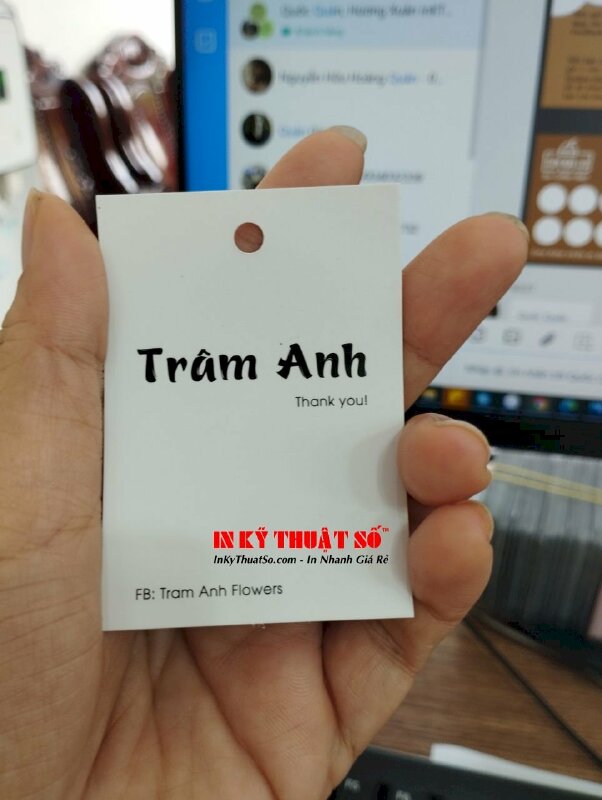 Trâm Anh
Thank you!
IN KỸ THUẬT SỐ™
InKyThuatSo.com - In Nhanh Giá Rẻ
FB: Tram Anh Flowers